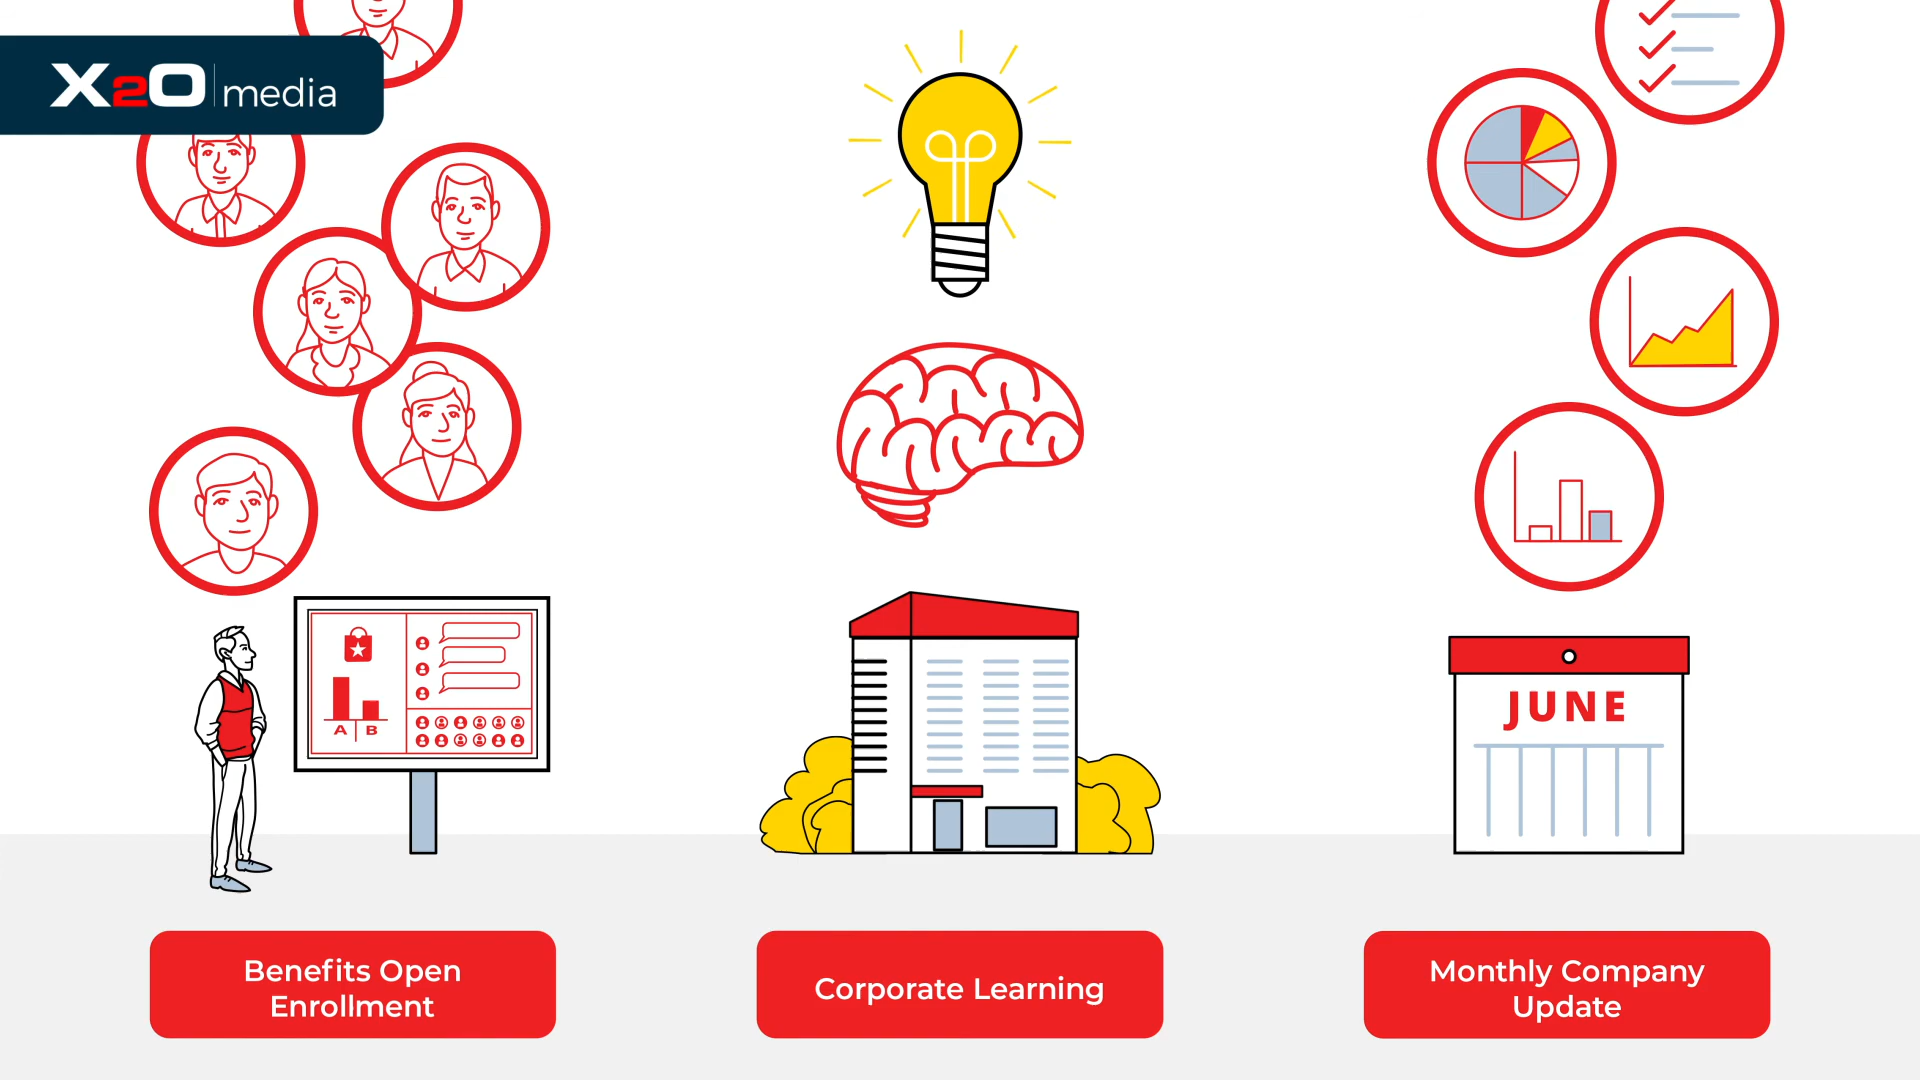 X2O media
A B
JUNE
Benefits Open
Enrollment
Corporate Learning
Monthly Company
Update